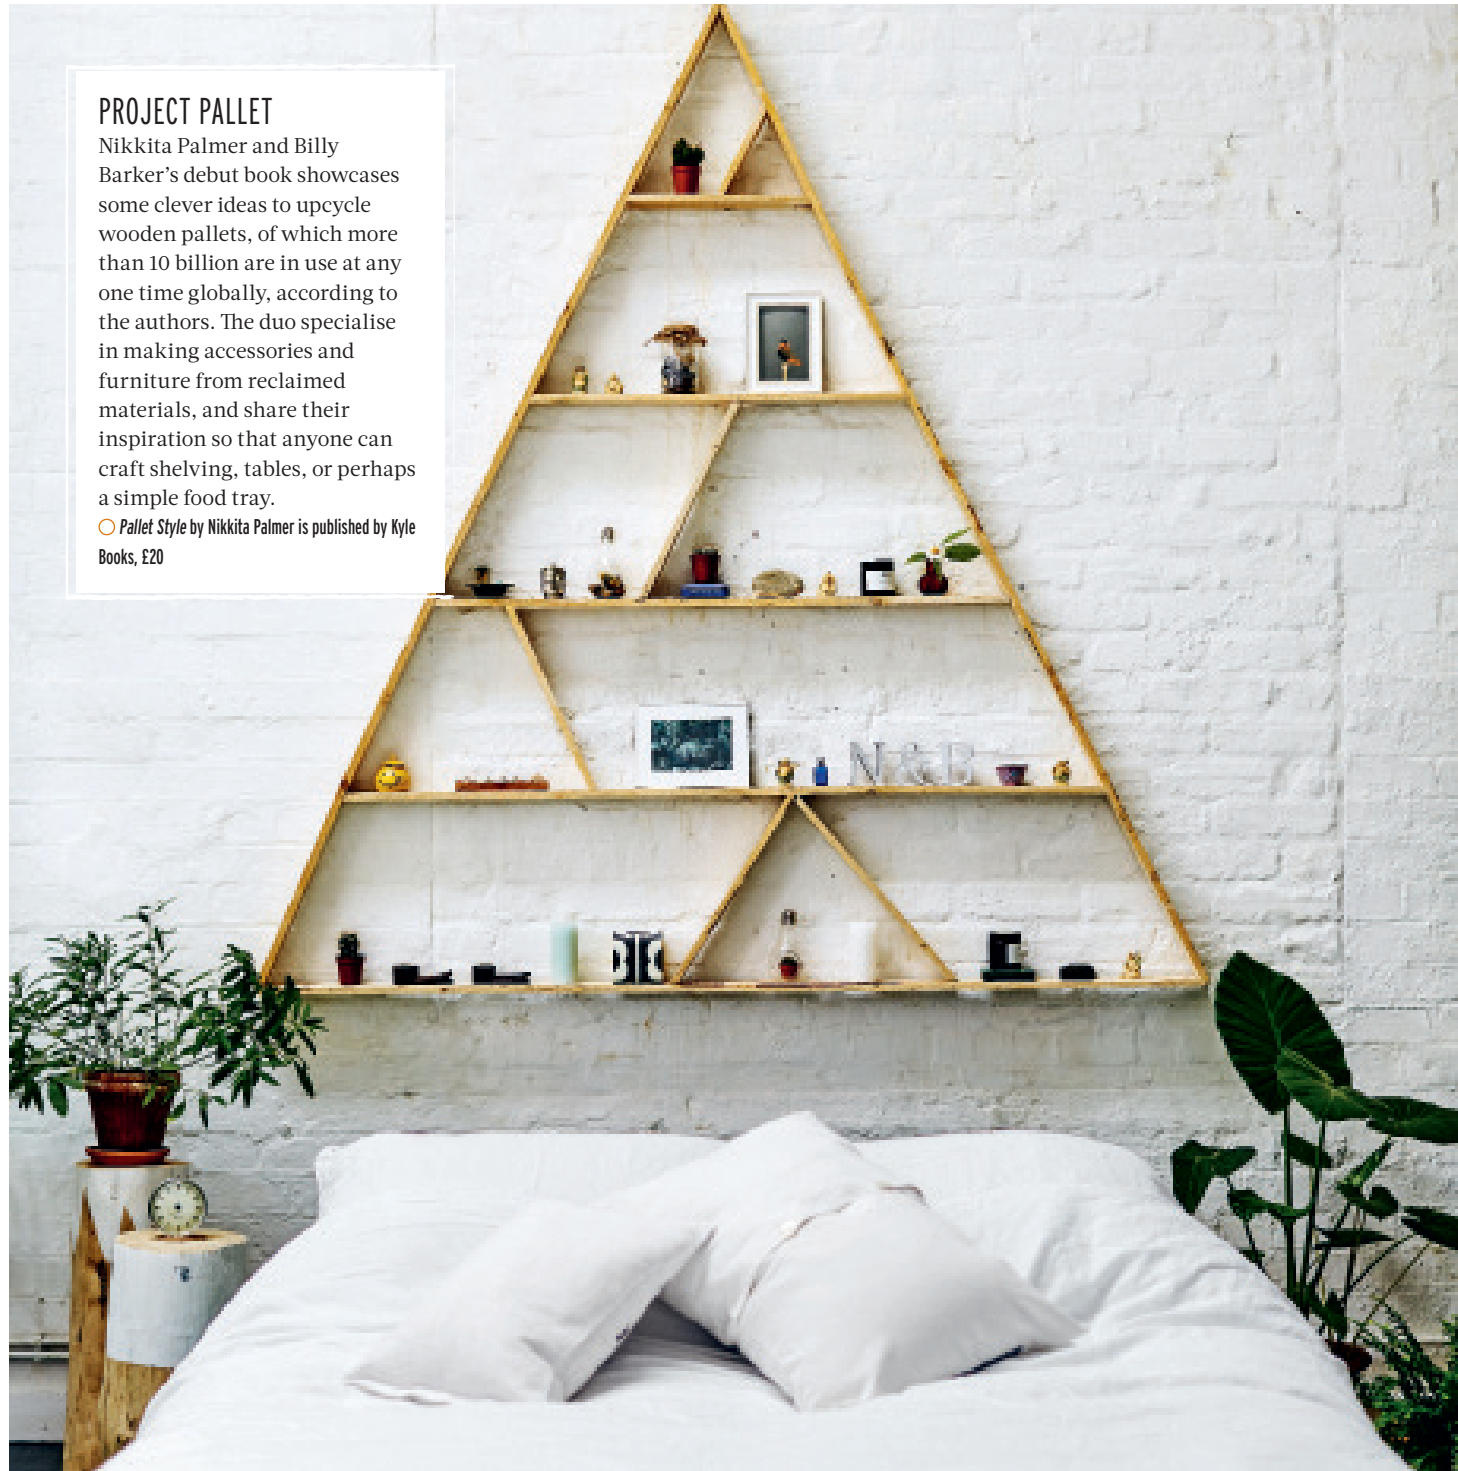 PROJECT PALLET
Nikkita Palmer and Billy
Barker’s debut book showcases
some clever ideas to upcycle
wooden pallets, of which more
than 10 billion are in use at any
one time globally, according to
the authors. The duo specialise
in making accessories and
furniture from reclaimed
materials, and share their
inspiration so that anyone can
craft shelving, tables, or perhaps
a simple food tray.
Pallet Style by Nikkita Palmer is published by Kyle
Books, £20
N&B